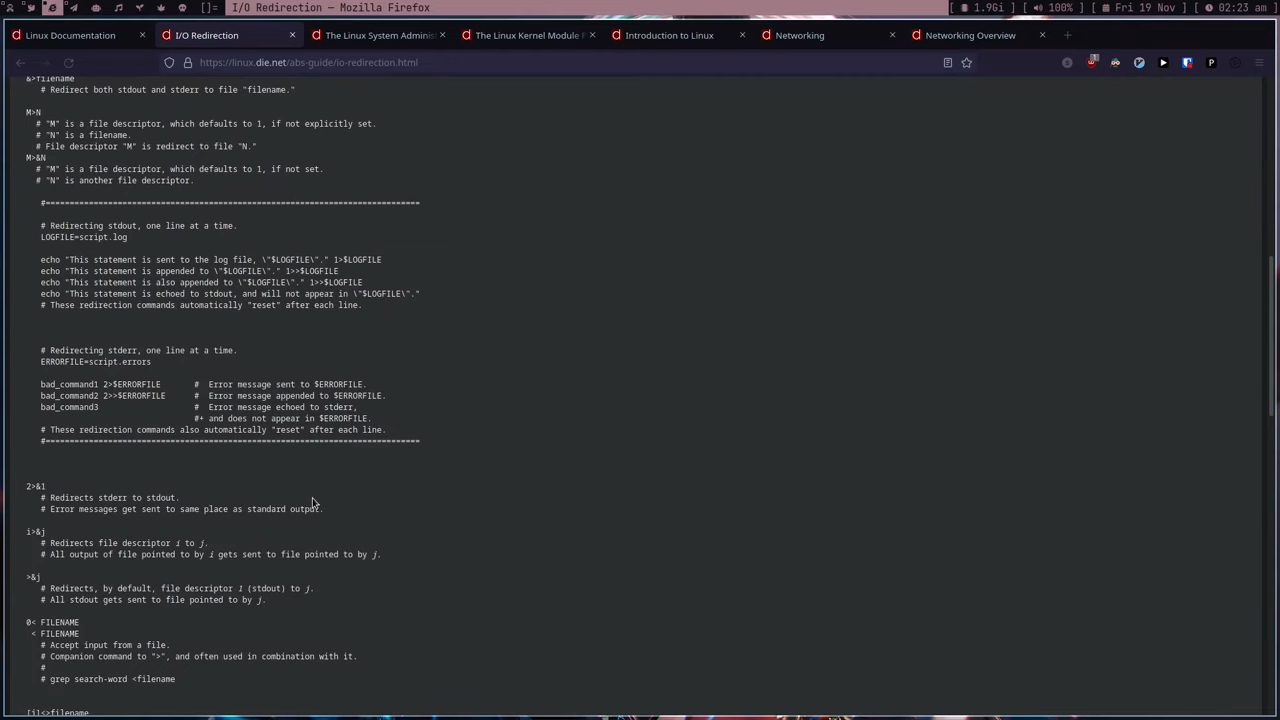 []= I/O Redirection — Mozilla Firefox 1.9Gi 100% Fri 19 Nov 02:23 am
Linux Documentation I/O Redirection The Linux System Adminis The Linux Kernel Module P Introduction to Linux Networking Networking Overview
https://linux.die.net/abs-guide/io-redirection.html
&>filename
# Redirect both stdout and stderr to file "filename."
M>N
# "M" is a file descriptor, which defaults to 1, if not explicitly set.
# "N" is a filename.
# File descriptor "M" is redirect to file "N."
M>&N
# "M" is a file descriptor, which defaults to 1, if not set.
# "N" is another file descriptor.
#==============================================================================
# Redirecting stdout, one line at a time.
LOGFILE=script.log
echo "This statement is sent to the log file, \"$LOGFILE\"." 1>$LOGFILE
echo "This statement is appended to \"$LOGFILE\"." 1>>$LOGFILE
echo "This statement is also appended to \"$LOGFILE\"." 1>>$LOGFILE
echo "This statement is echoed to stdout, and will not appear in \"$LOGFILE\"."
# These redirection commands automatically "reset" after each line.
# Redirecting stderr, one line at a time.
ERRORFILE=script.errors
bad_command1 2>$ERRORFILE # Error message sent to $ERRORFILE.
bad_command2 2>>$ERRORFILE # Error message appended to $ERRORFILE.
bad_command3 # Error message echoed to stderr,
#+ and does not appear in $ERRORFILE.
# These redirection commands also automatically "reset" after each line.
#==============================================================================
2>&1
# Redirects stderr to stdout.
# Error messages get sent to same place as standard output.
i>&j
# Redirects file descriptor i to j.
# All output of file pointed to by i gets sent to file pointed to by j.
>&j
# Redirects, by default, file descriptor 1 (stdout) to j.
# All stdout gets sent to file pointed to by j.
0< FILENAME
< FILENAME
# Accept input from a file.
# Companion command to ">", and often used in combination with it.
#
# grep search-word <filename
[j]<>filename